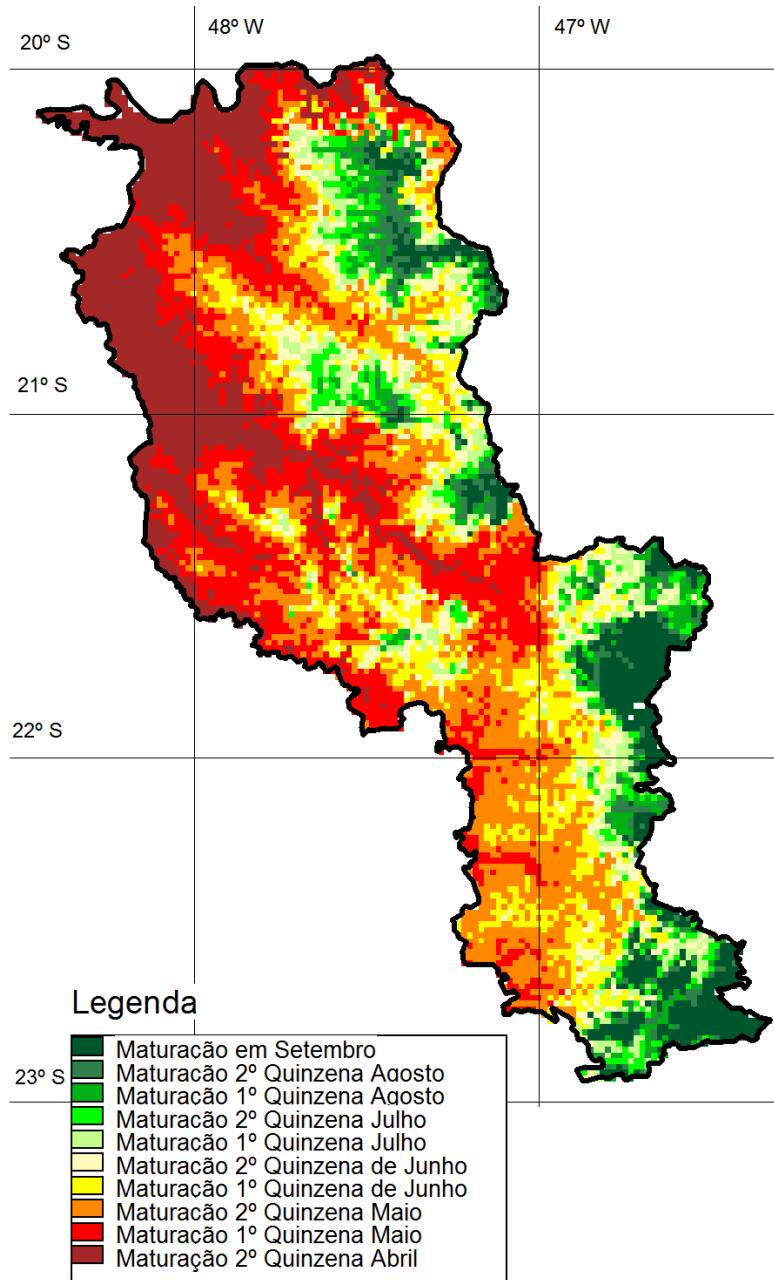 48º W
47º W
20º S
21º S
22º S
23º S
Legenda
Maturacão em Setembro
Maturacão 2º Quinzena Agosto
Maturacão 1º Quinzena Agosto
Maturacão 2º Quinzena Julho
Maturacão 1º Quinzena Julho
Maturacão 2º Quinzena de Junho
Maturacão 1º Quinzena de Junho
Maturacão 2º Quinzena Maio
Maturacão 1º Quinzena Maio
Maturação 2º Quinzena Abril